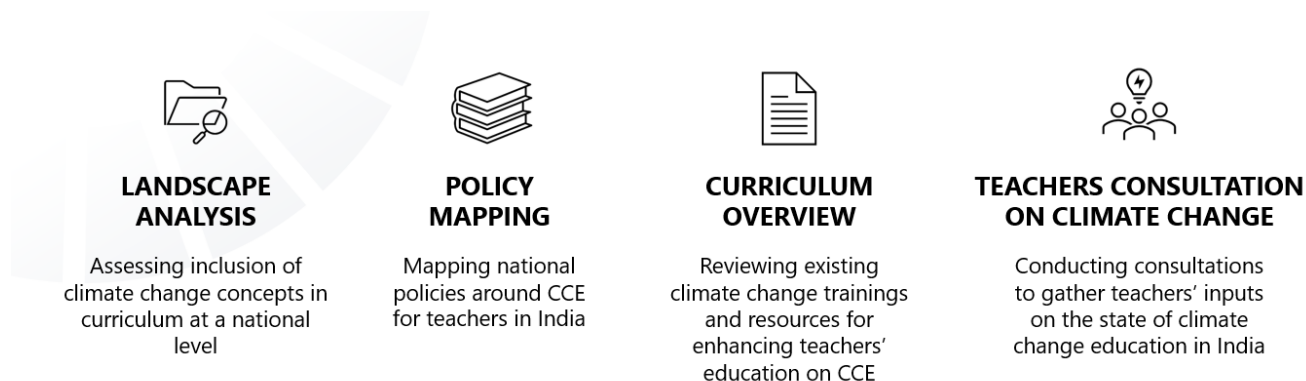 LANDSCAPE
ANALYSIS
Assessing inclusion of
climate change concepts in
curriculum at a national
level
POLICY
MAPPING
Mapping national
policies around CCE
for teachers in India
CURRICULUM
OVERVIEW
Reviewing existing
climate change trainings
and resources for
enhancing teachers’
education on CCE
TEACHERS CONSULTATION
ON CLIMATE CHANGE
Conducting consultations
to gather teachers’ inputs
on the state of climate
change education in India